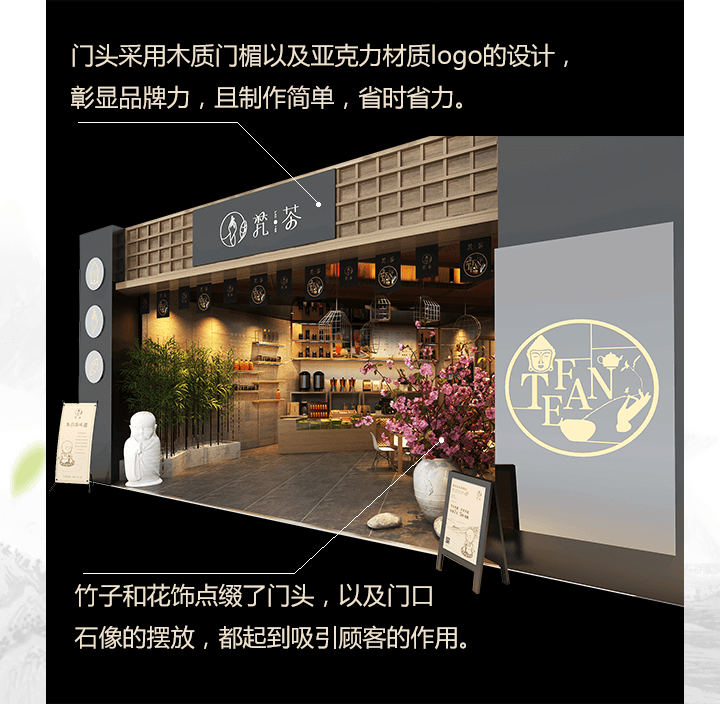 门头采用木质门楣以及亚克力材质logo的设计，
彰显品牌力，且制作简单，省时省力。
梵茶
TEFAN
竹子和花饰点缀了门头，以及门口
石像的摆放，都起到吸引顾客的作用。